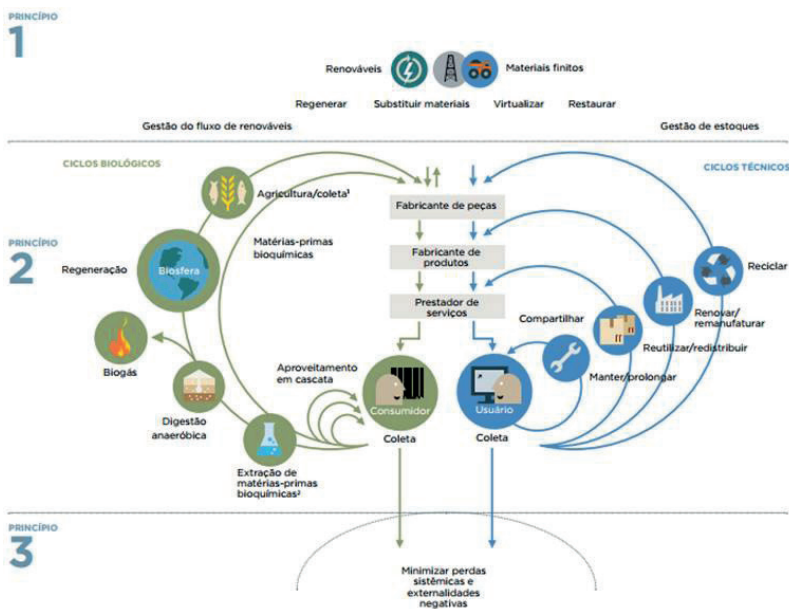 PRINCÍPIO
1
Renováveis
Materiais finitos
Regenerar
Substituir materiais
Virtualizar
Restaurar
Gestão do fluxo de renováveis
Gestão de estoques
PRINCÍPIO
2
CICLOS BIOLÓGICOS
CICLOS TÉCNICOS
Agricultura/coleta¹
Matérias-primas
bioquímicas
Regeneração
Biosfera
Biogás
Digestão
anaeróbica
Extração de
matérias-primas
bioquímicas²
Aproveitamento
em cascata
Fabricante de peças
Fabricante de
produtos
Prestador de
serviços
Consumidor
Coleta
Usuário
Coleta
Compartilhar
Manter/prolongar
Reutilizar/redistribuir
Renovar/
remanufaturar
Reciclar
PRINCÍPIO
3
Minimizar perdas
sistêmicas e
externalidades
negativas